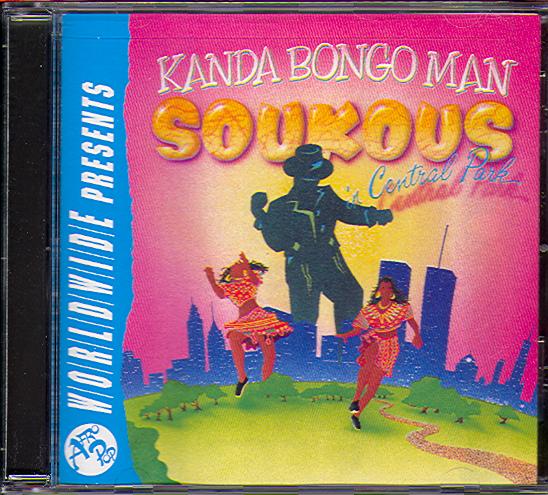 KANDA BONGO MAN
SOUKOUS
in Central Park
WORLDWIDE PRESENTS
AFRO POP